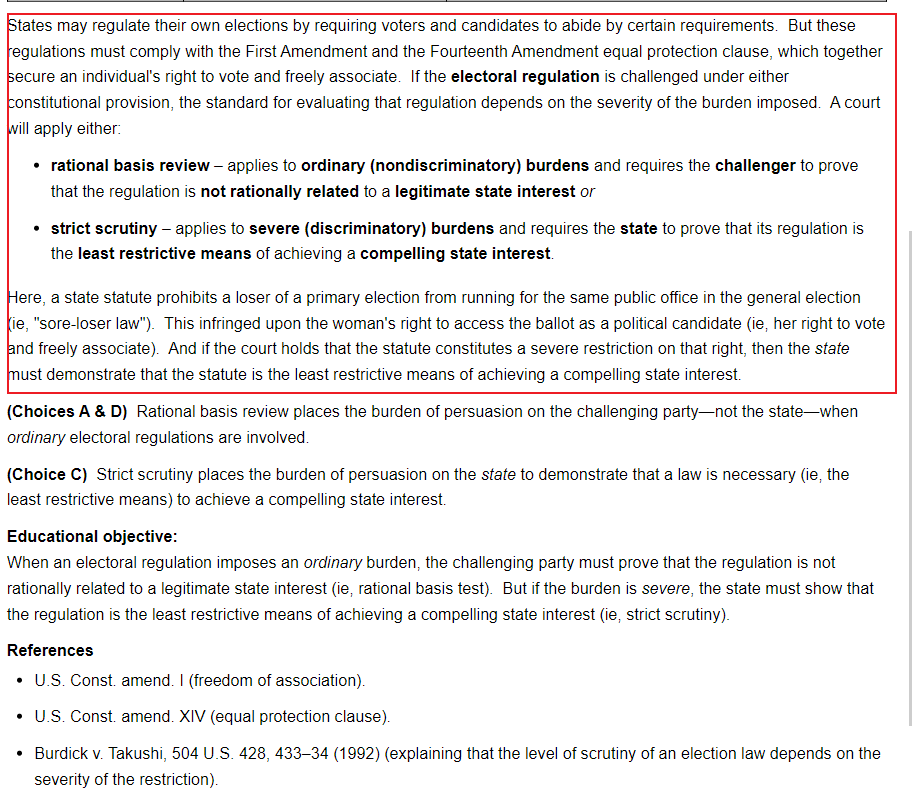 States may regulate their own elections by requiring voters and candidates to abide by certain requirements.  But these
regulations must comply with the First Amendment and the Fourteenth Amendment equal protection clause, which together
secure an individual's right to vote and freely associate.  If the electoral regulation is challenged under either
constitutional provision, the standard for evaluating that regulation depends on the severity of the burden imposed.  A court
will apply either:
• rational basis review – applies to ordinary (nondiscriminatory) burdens and requires the challenger to prove
that the regulation is not rationally related to a legitimate state interest or
• strict scrutiny – applies to severe (discriminatory) burdens and requires the state to prove that its regulation is
the least restrictive means of achieving a compelling state interest.
Here, a state statute prohibits a loser of a primary election from running for the same public office in the general election
(ie, "sore-loser law").  This infringed upon the woman's right to access the ballot as a political candidate (ie, her right to vote
and freely associate).  And if the court holds that the statute constitutes a severe restriction on that right, then the state
must demonstrate that the statute is the least restrictive means of achieving a compelling state interest.
(Choices A & D)  Rational basis review places the burden of persuasion on the challenging party—not the state—when
ordinary electoral regulations are involved.
(Choice C)  Strict scrutiny places the burden of persuasion on the state to demonstrate that a law is necessary (ie, the
least restrictive means) to achieve a compelling state interest.
Educational objective:
When an electoral regulation imposes an ordinary burden, the challenging party must prove that the regulation is not
rationally related to a legitimate state interest (ie, rational basis test).  But if the burden is severe, the state must show that
the regulation is the least restrictive means of achieving a compelling state interest (ie, strict scrutiny).
References
• U.S. Const. amend. I (freedom of association).
• U.S. Const. amend. XIV (equal protection clause).
• Burdick v. Takushi, 504 U.S. 428, 433–34 (1992) (explaining that the level of scrutiny of an election law depends on the
severity of the restriction).